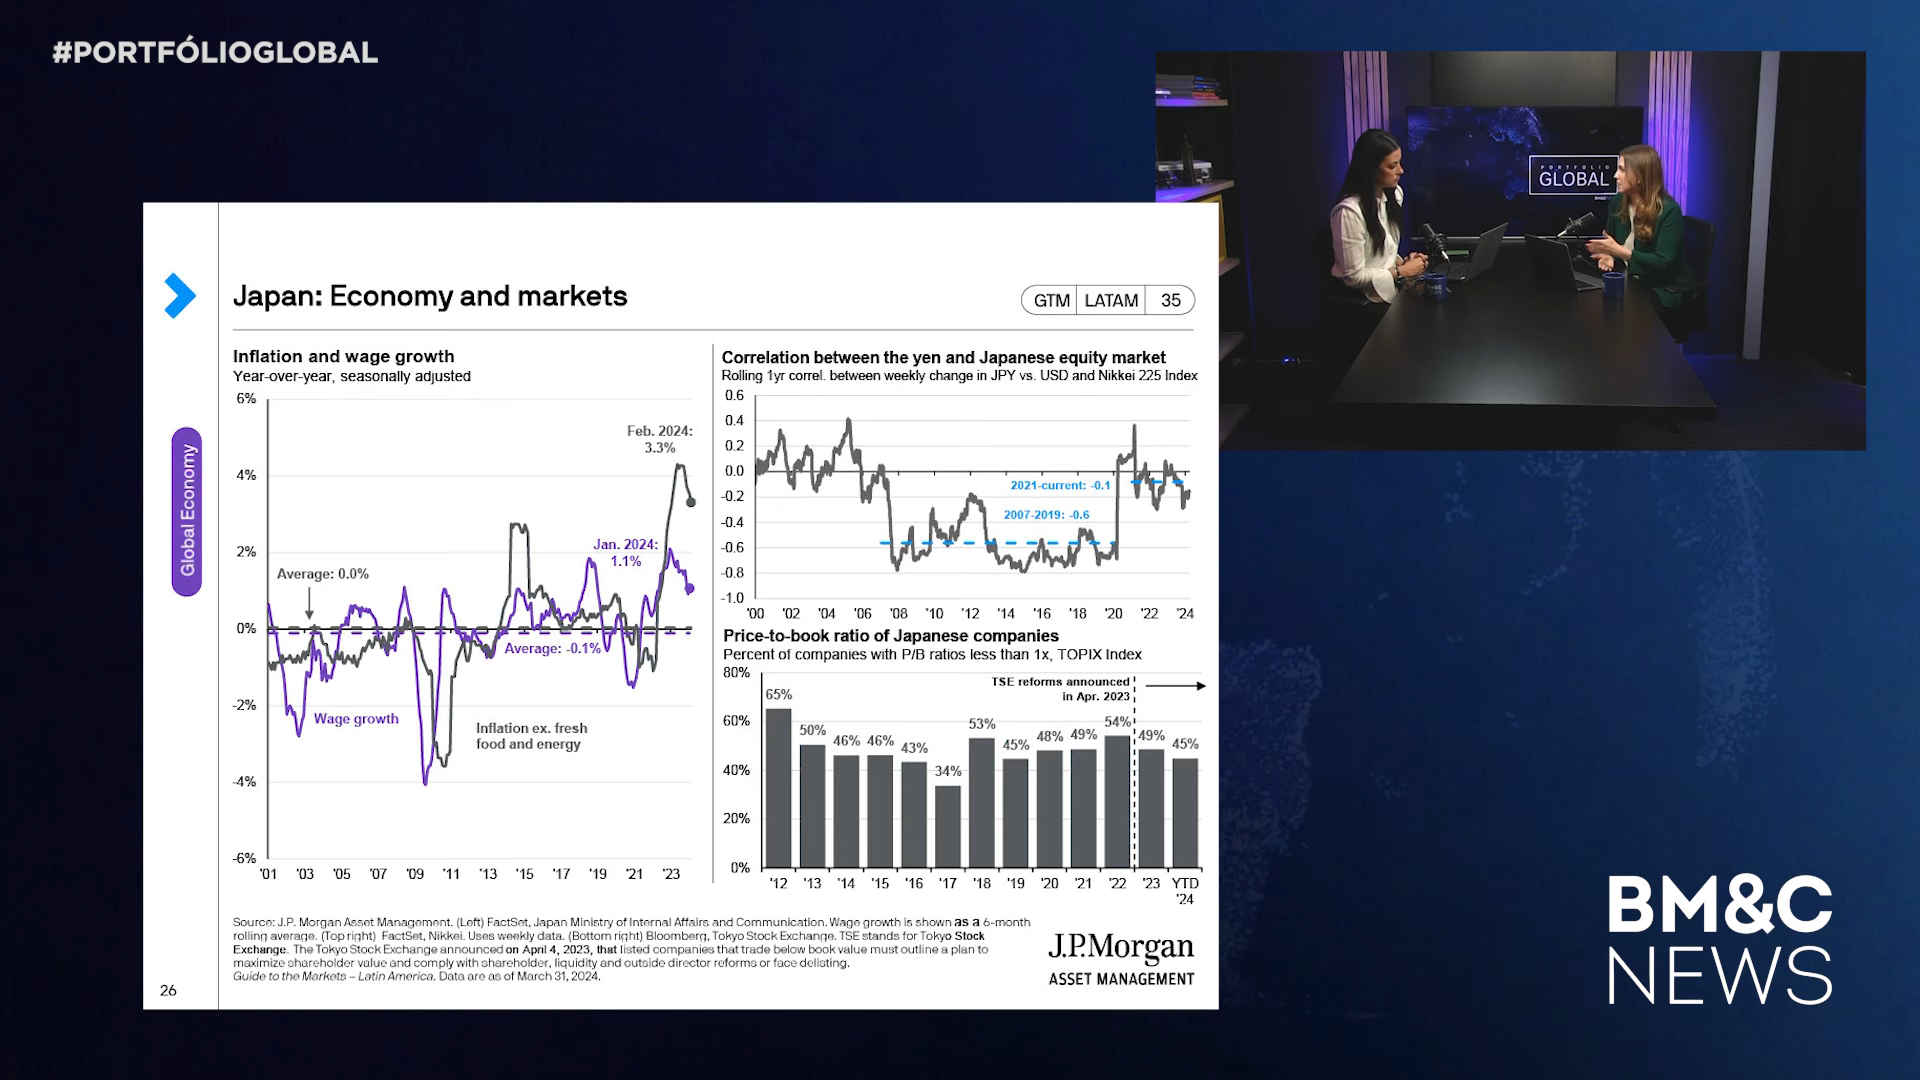 #PORTFÓLIOGLOBAL
PORTFOLIO
GLOBAL
BM&C
NEWS
Japan: Economy and markets
GTM LATAM 35
Global Economy
Inflation and wage growth
Year-over-year, seasonally adjusted
6%
4%
2%
0%
-2%
-4%
-6%
Feb. 2024:
3.3%
Jan. 2024:
1.1%
Average: 0.0%
Average: -0.1%
Wage growth
Inflation ex. fresh
food and energy
'01 '03 '05 '07 '09 '11 '13 '15 '17 '19 '21 '23
Correlation between the yen and Japanese equity market
Rolling 1yr correl. between weekly change in JPY vs. USD and Nikkei 225 Index
0.6
0.4
0.2
0.0
-0.2
-0.4
-0.6
-0.8
-1.0
2021-current: -0.1
2007-2019: -0.6
'00 '02 '04 '06 '08 '10 '12 '14 '16 '18 '20 '22 '24
Price-to-book ratio of Japanese companies
Percent of companies with P/B ratios less than 1x, TOPIX Index
80%
60%
40%
20%
0%
TSE reforms announced
in Apr. 2023
65% 50% 46% 46% 43% 34% 53% 45% 48% 49% 54% 49% 45%
'12 '13 '14 '15 '16 '17 '18 '19 '20 '21 '22 '23 YTD
'24
Source: J.P. Morgan Asset Management. (Left) FactSet, Japan Ministry of Internal Affairs and Communication. Wage growth is shown as a 6-month
rolling average. (Top right) FactSet, Nikkei. Uses weekly data. (Bottom right) Bloomberg, Tokyo Stock Exchange. TSE stands for Tokyo Stock
Exchange. The Tokyo Stock Exchange announced on April 4, 2023, that listed companies that trade below book value must outline a plan to
maximize shareholder value and comply with shareholder, liquidity and outside director reforms or face delisting.
Guide to the Markets – Latin America. Data are as of March 31, 2024.
J.P.Morgan
ASSET MANAGEMENT
26
BM&C
NEWS